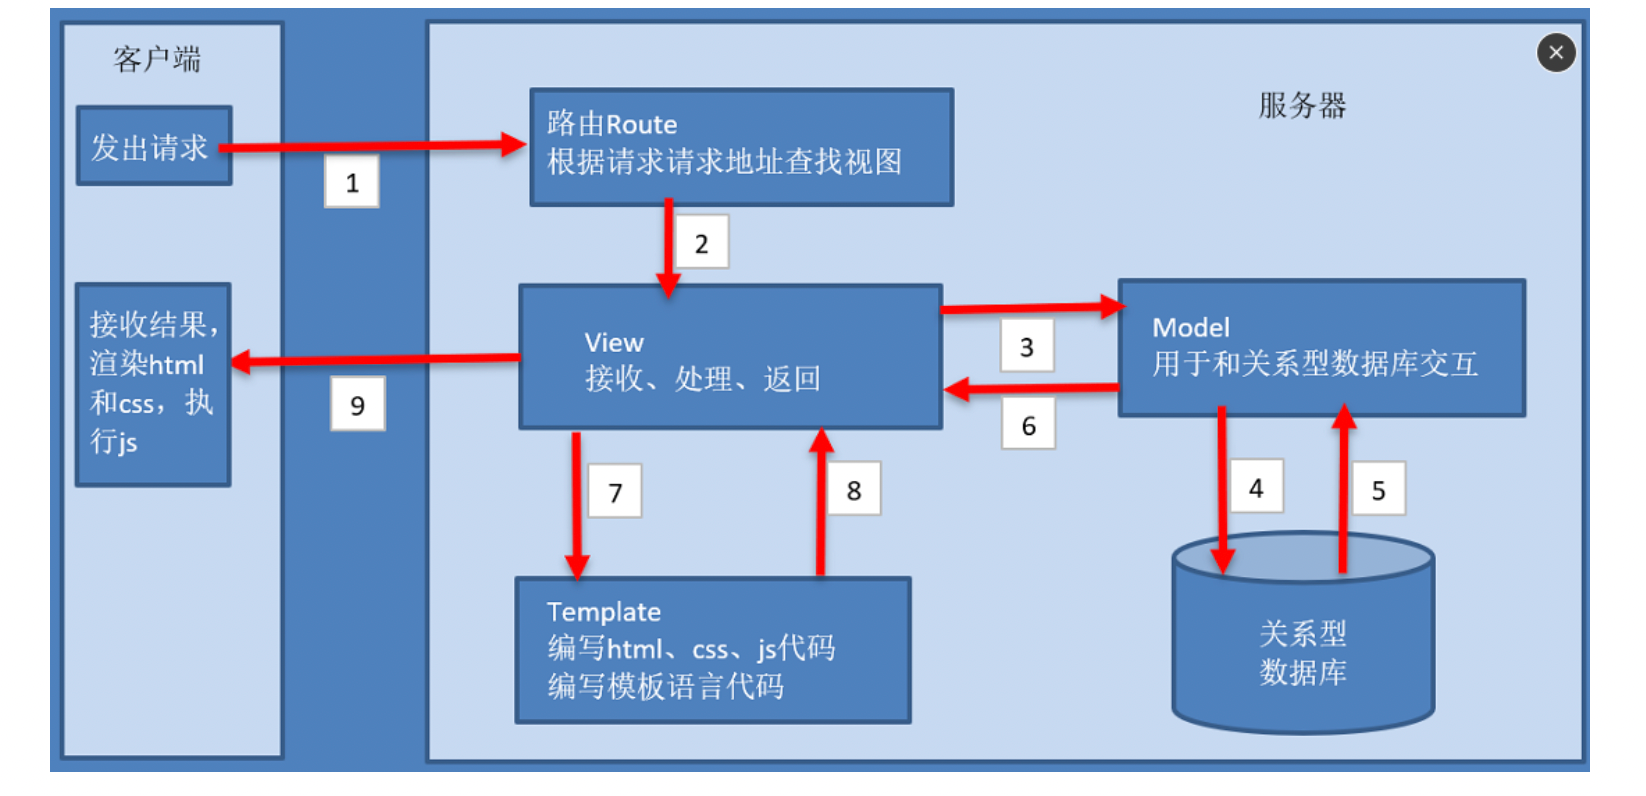 客户端
服务器
发出请求
1
路由Route
根据请求请求地址查找视图
2
接收结果，
渲染html
和css，执
行js
9
View
接收、处理、返回
3
6
Model
用于和关系型数据库交互
7
8
4
5
Template
编写html、css、js代码
编写模板语言代码
关系型
数据库